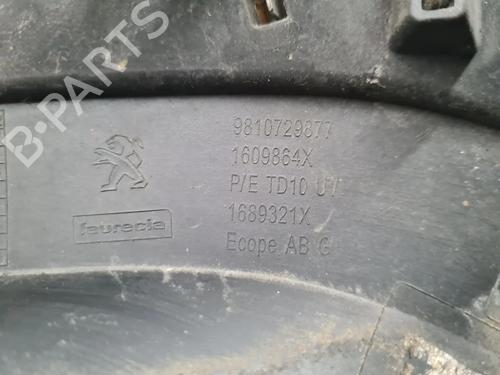 B-PARTS
9810729877
1609864X
P/E TD10
faurecia
1689321X
Ecope AB G